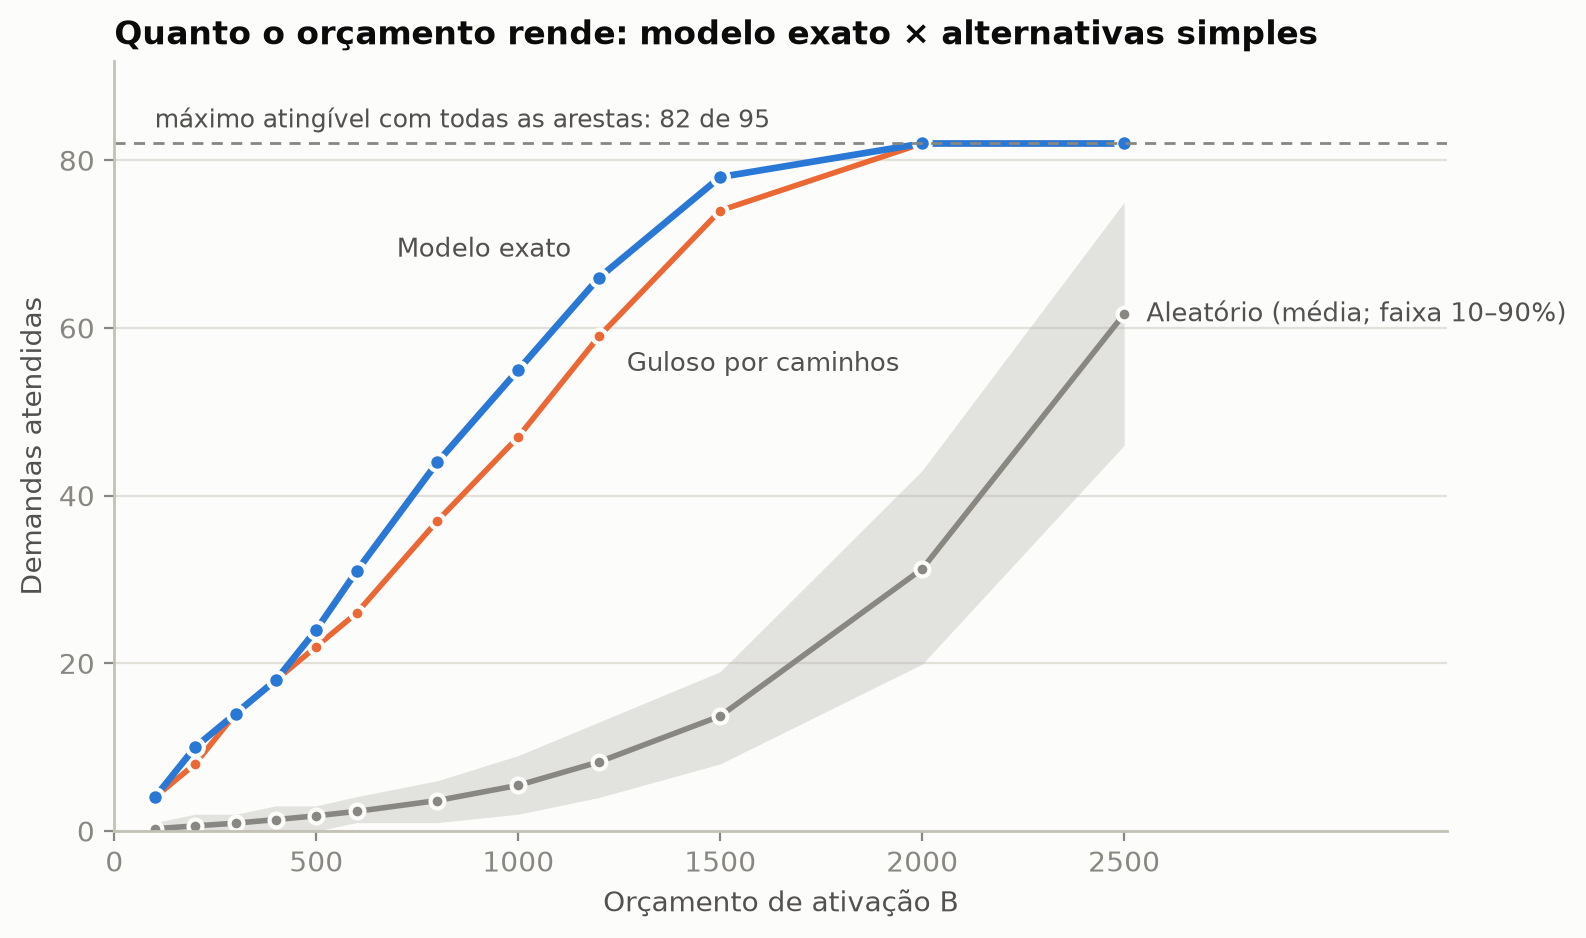 Quanto o orçamento rende: modelo exato × alternativas simples
máximo atingível com todas as arestas: 82 de 95
80
Modelo exato
Aleatório (média; faixa 10–90%)
60
Guloso por caminhos
Demandas atendidas
40
20
0
0 500 1000 1500 2000 2500
Orçamento de ativação B